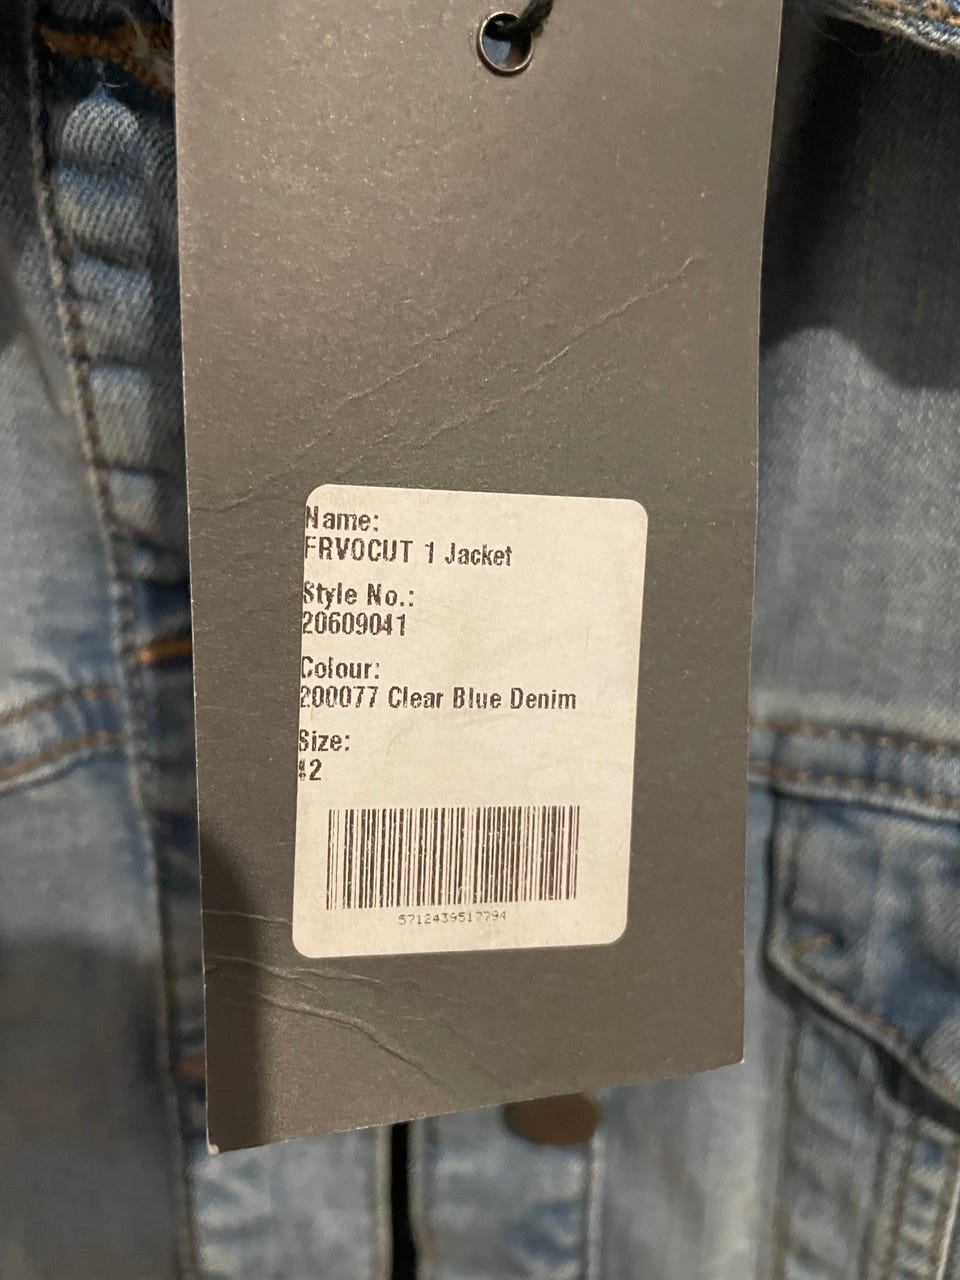 Name:
FRVOCUT 1 Jacket
Style No.:
20609041
Colour:
200077 Clear Blue Denim
Size:
42
5712439517794